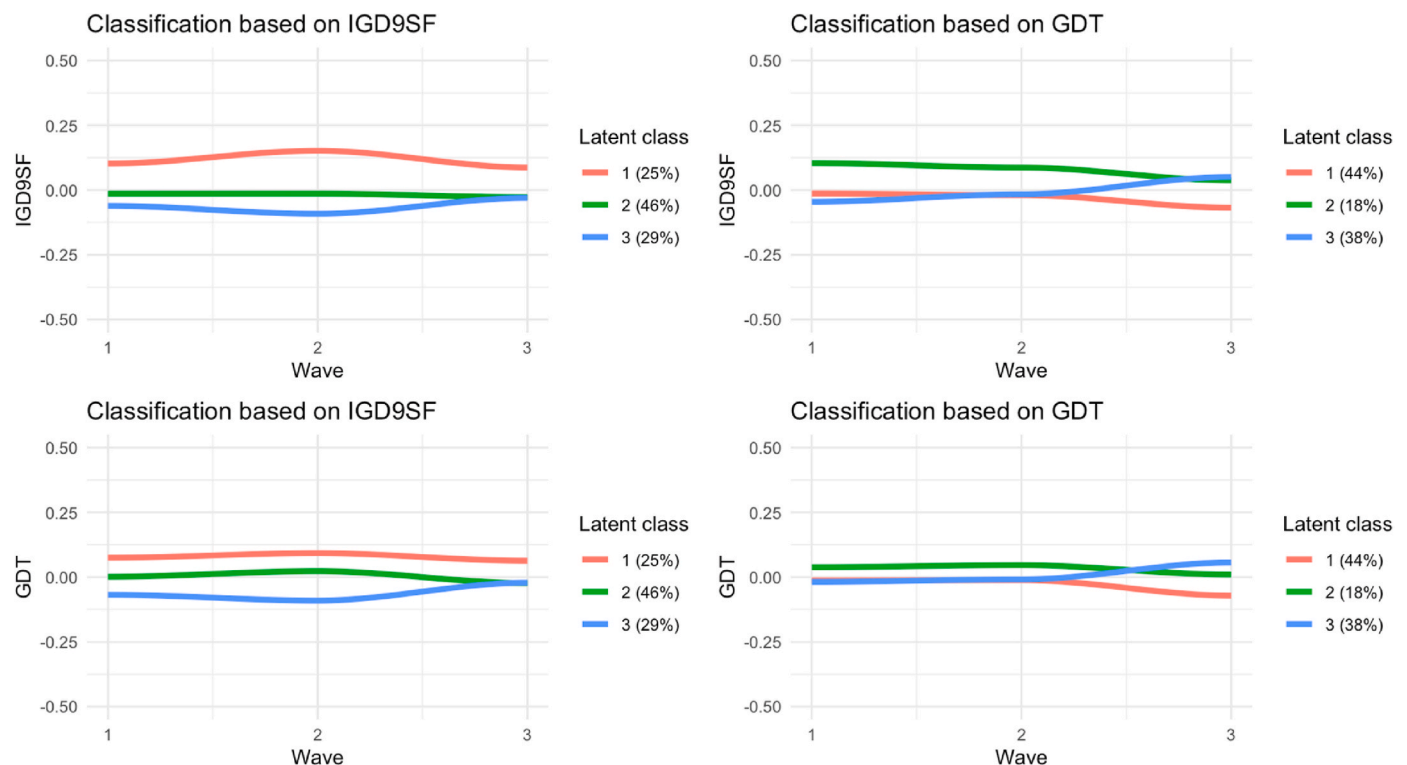 Classification based on IGD9SF
0.50
0.25
0.00
-0.25
-0.50
IGD9SF
1
2
3
Wave
Latent class
1 (25%)
2 (46%)
3 (29%)
Classification based on GDT
0.50
0.25
0.00
-0.25
-0.50
IGD9SF
1
2
3
Wave
Latent class
1 (44%)
2 (18%)
3 (38%)
Classification based on IGD9SF
0.50
0.25
0.00
-0.25
-0.50
GDT
1
2
3
Wave
Latent class
1 (25%)
2 (46%)
3 (29%)
Classification based on GDT
0.50
0.25
0.00
-0.25
-0.50
GDT
1
2
3
Wave
Latent class
1 (44%)
2 (18%)
3 (38%)